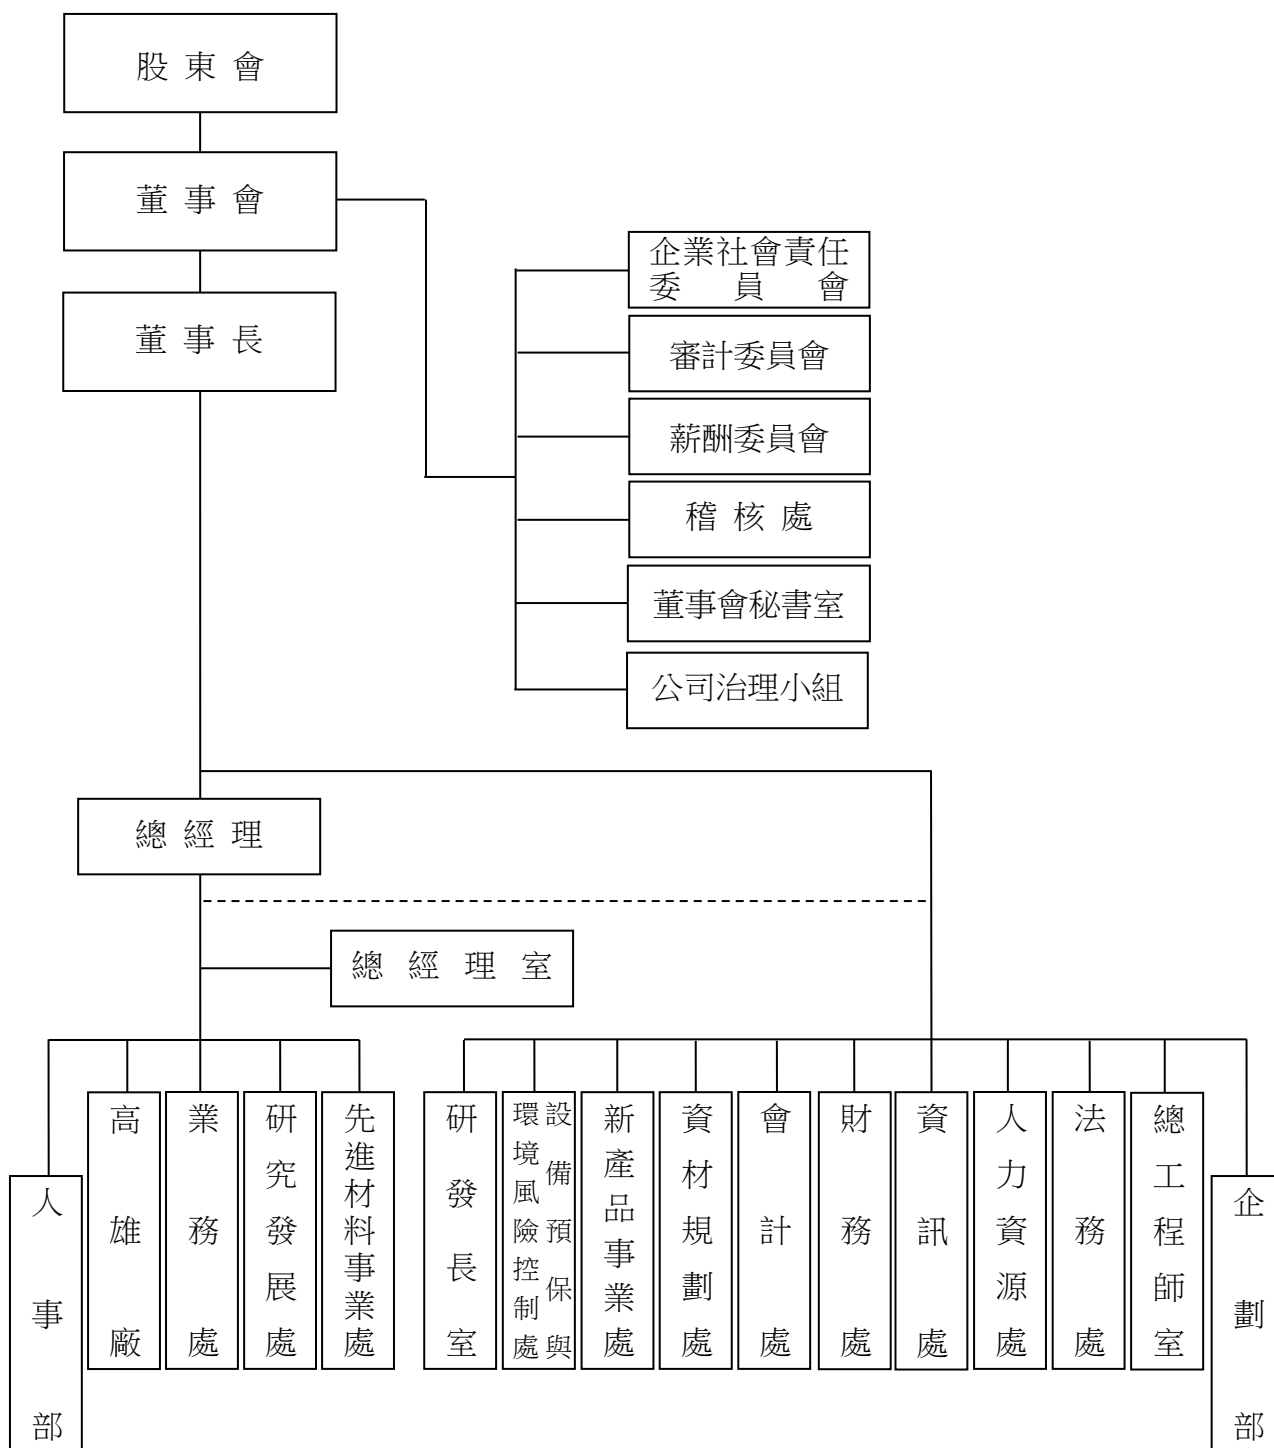 股東會
董事會
董事長
企業社會責任
委員會
審計委員會
薪酬委員會
稽核處
董事會秘書室
公司治理小組
總經理
總經理室
人事部
高雄廠
業務處
研究發展處
先進材料事業處
研發長室
設備預保與
環境風險控制處
新產品事業處
資材規劃處
會計處
財務處
資訊處
人力資源處
法務處
總工程師室
企劃部